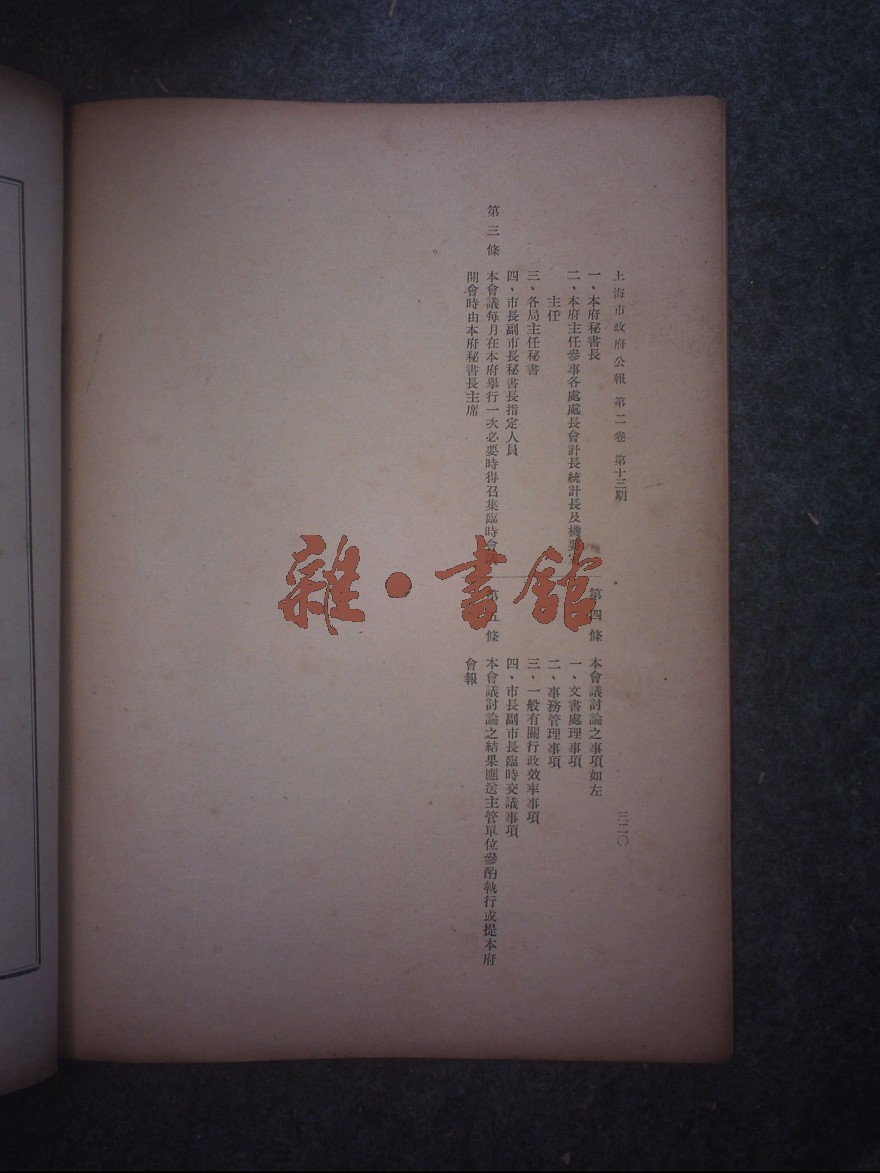 上海市政府公報 第二卷 第十三期
三二〇
一、本府秘書長
二、本府主任參事各處處長會計長統計長及機要室
主任
三、各局主任秘書
四、市長副市長秘書長指定人員
第三條 本會議每月在本府舉行一次必要時得召集臨時會
開會時由本府秘書長主席
第四條 本會議討論之事項如左
一、文書處理事項
二、事務管理事項
三、一般有關行政效率事項
四、市長副市長臨時交議事項
第五條 本會議討論之結果應送主管單位參酌執行或提本府
會報
雜·書館